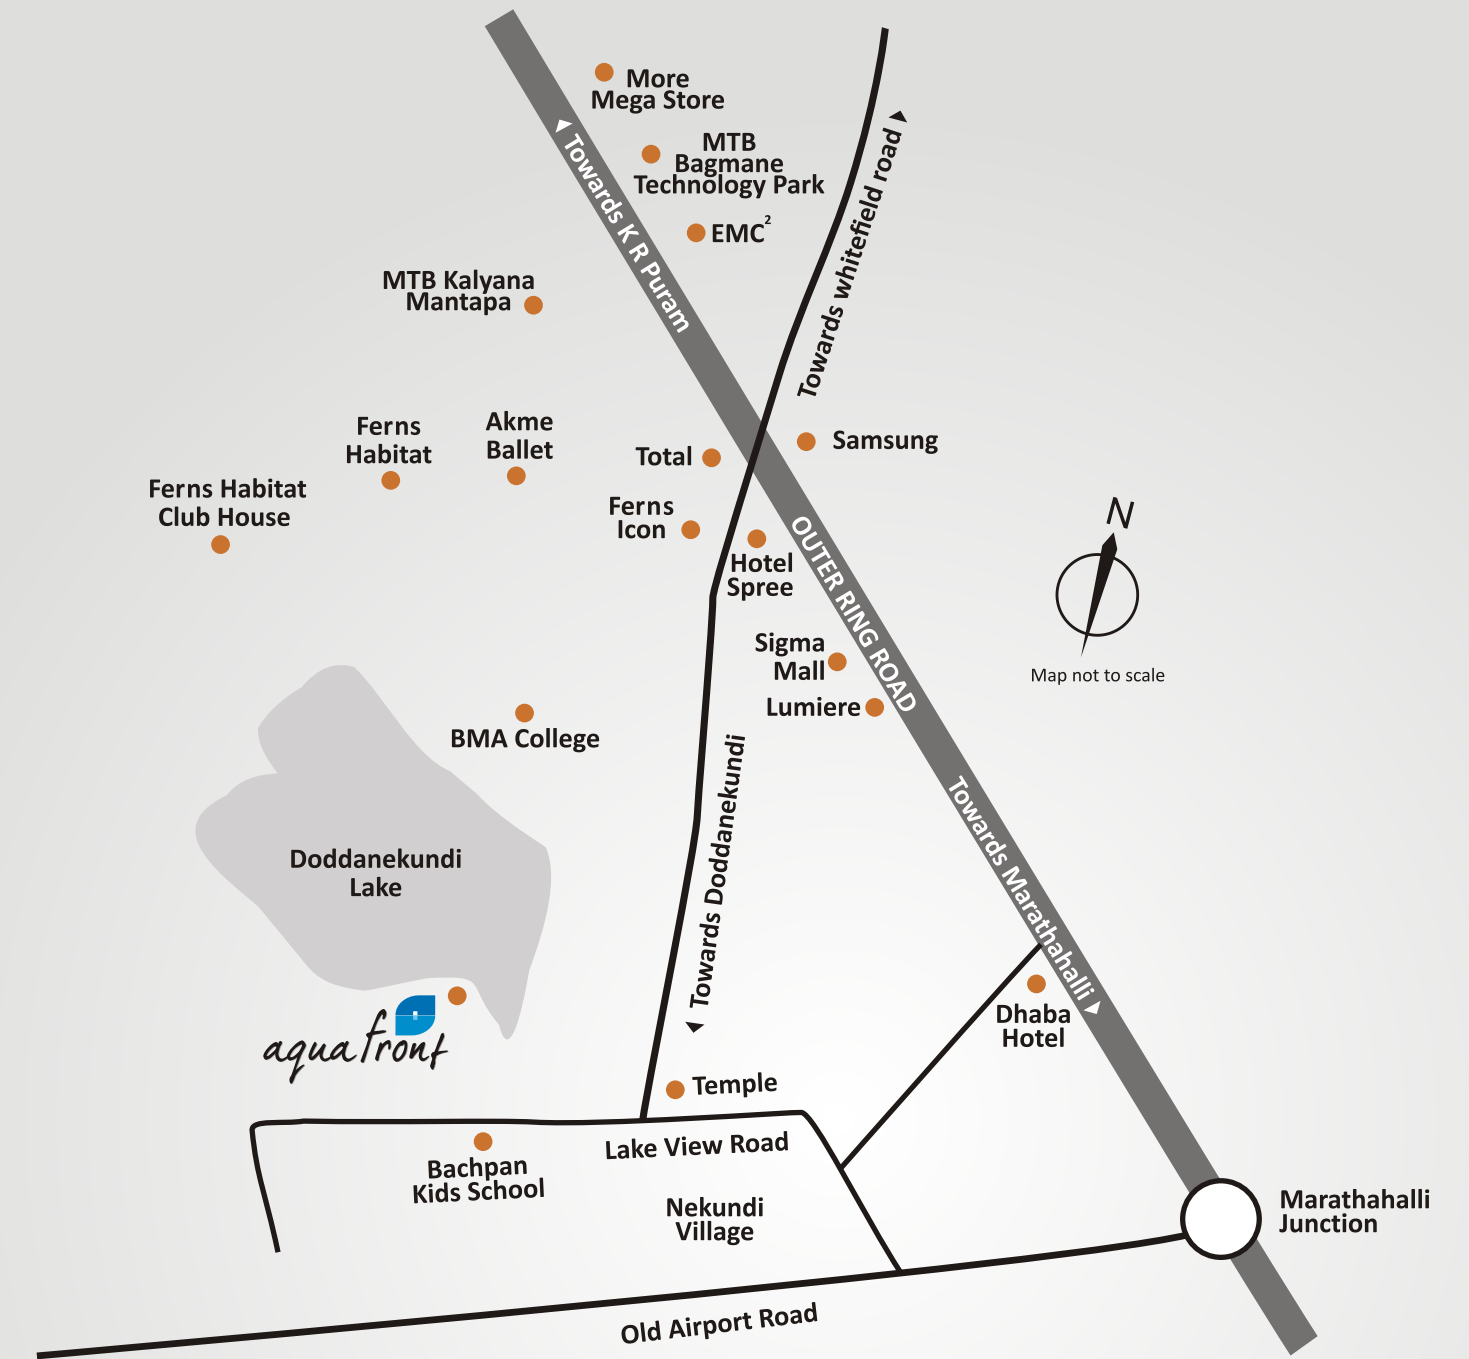 More
Mega Store
MTB
Bagmane
Technology Park
EMC²
Towards K R Puram
Towards whitefield road
MTB Kalyana
Mantapa
Ferns
Habitat
Akme
Ballet
Total
Samsung
Ferns Habitat
Club House
Ferns
Icon
Hotel
Spree
OUTER RING ROAD
N
Map not to scale
Sigma
Mall
Lumiere
BMA College
Towards Doddanekundi
Towards Marathahalli
Doddanekundi
Lake
aqua front
Dhaba
Hotel
Temple
Lake View Road
Bachpan
Kids School
Nekundi
Village
Marathahalli
Junction
Old Airport Road